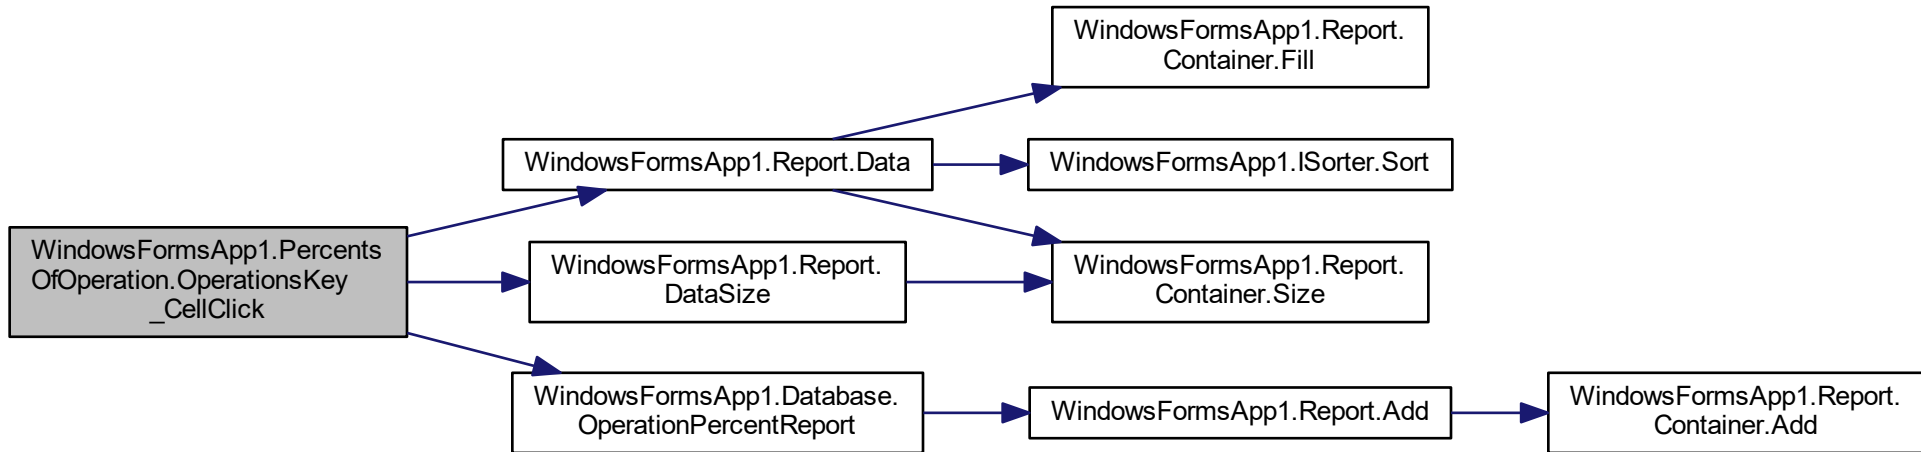 WindowsFormsApp1.Percents
OfOperation.OperationsKey
_CellClick
WindowsFormsApp1.Report.Data
WindowsFormsApp1.Report.
DataSize
WindowsFormsApp1.Database.
OperationPercentReport
WindowsFormsApp1.Report.
Container.Fill
WindowsFormsApp1.ISorter.Sort
WindowsFormsApp1.Report.
Container.Size
WindowsFormsApp1.Report.Add
WindowsFormsApp1.Report.
Container.Add